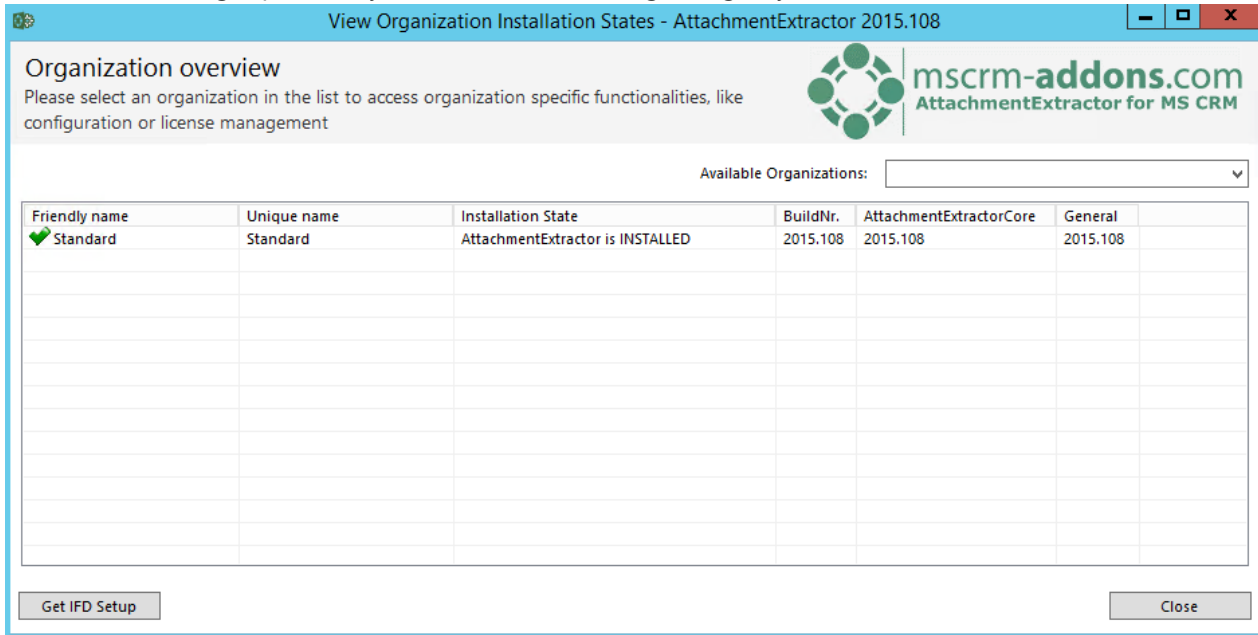 View Organization Installation States - AttachmentExtractor 2015.108
Organization overview
Please select an organization in the list to access organization specific functionalities, like
configuration or license management
mscrm-addons.com
AttachmentExtractor for MS CRM
Available Organizations:
Friendly name Unique name Installation State BuildNr. AttachmentExtractorCore General
Standard Standard AttachmentExtractor is INSTALLED 2015.108 2015.108 2015.108
Get IFD Setup Close